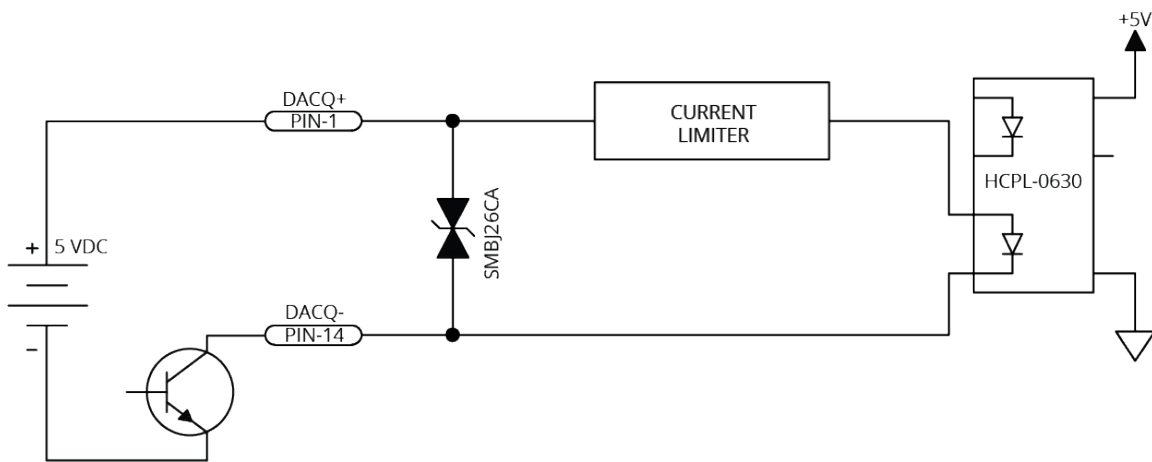 +5V
DACQ+
PIN-1
CURRENT
LIMITER
HCPL-0630
+ 5 VDC
SMBJ26CA
-
DACQ-
PIN-14